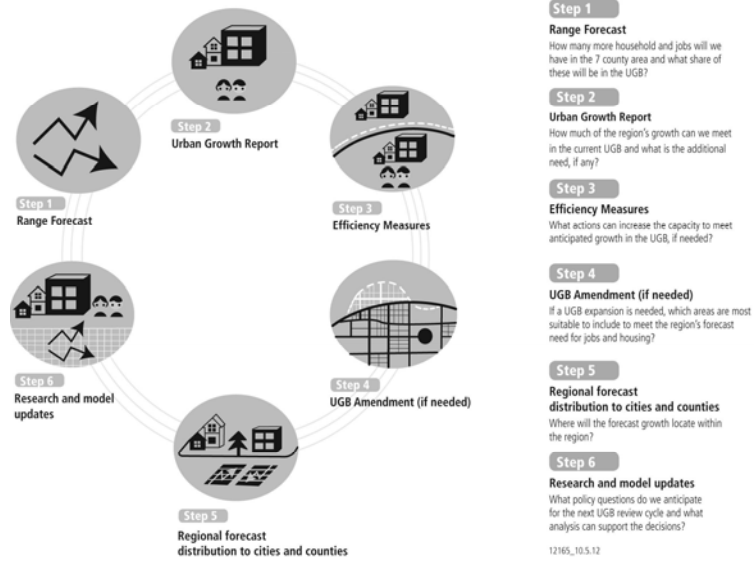 Step 1
Range Forecast
Step 2
Urban Growth Report
Step 3
Efficiency Measures
Step 4
UGB Amendment (if needed)
Step 5
Regional forecast
distribution to cities and counties
Step 6
Research and model
updates
Step 1
Range Forecast
How many more household and jobs will we
have in the 7 county area and what share of
these will be in the UGB?
Step 2
Urban Growth Report
How much of the region's growth can we meet
in the current UGB and what is the additional
need, if any?
Step 3
Efficiency Measures
What actions can increase the capacity to meet
anticipated growth in the UGB, if needed?
Step 4
UGB Amendment (if needed)
If a UGB expansion is needed, which areas are most
suitable to include to meet the region's forecast
need for jobs and housing?
Step 5
Regional forecast
distribution to cities and counties
Where will the forecast growth locate within
the region?
Step 6
Research and model updates
What policy questions do we anticipate
for the next UGB review cycle and what
analysis can support the decisions?
12165_10.5.12